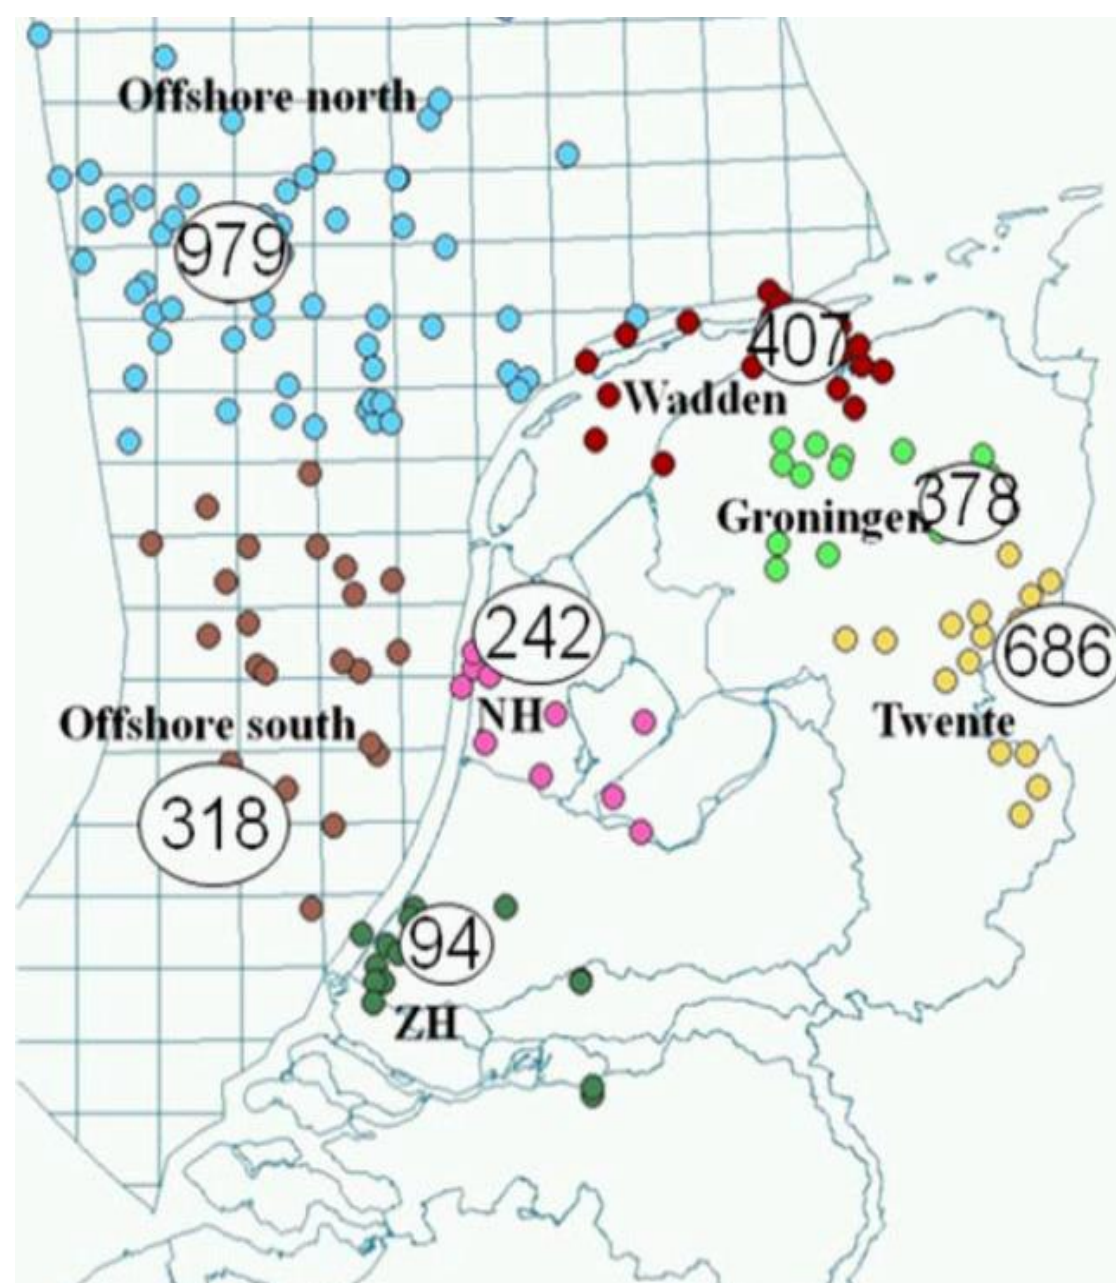 Offshore north
979
407
Wadden
378
Groningen
242
686
NH
Twente
Offshore south
318
94
ZH